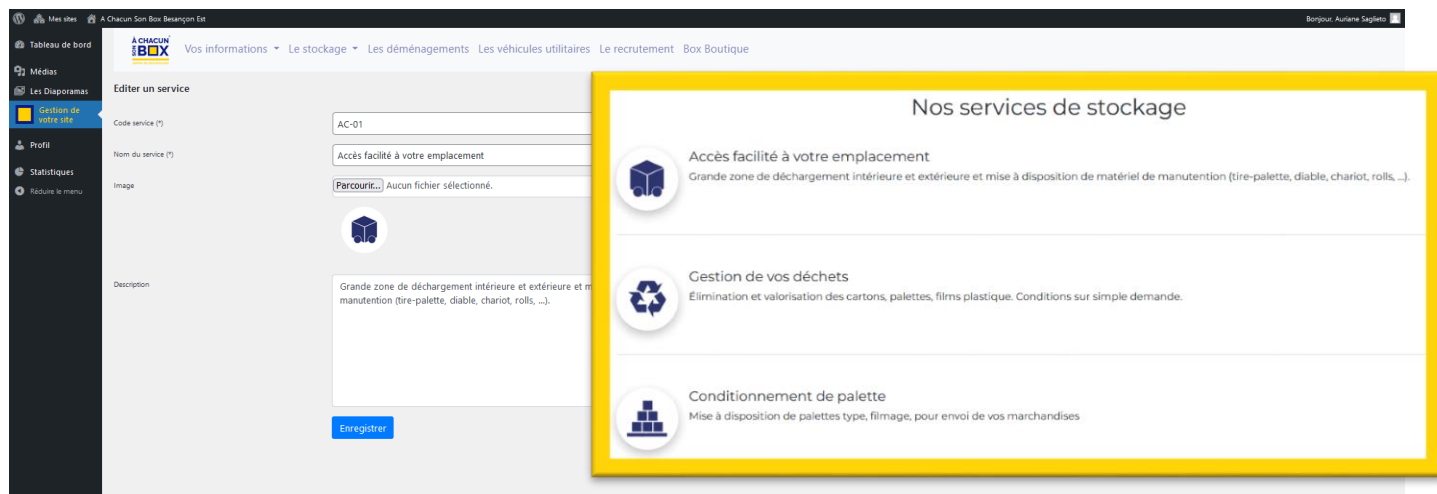 Mes sites A Chacun Son Box Besançon Est Bonjour, Auriane Saglieto
Tableau de bord
Médias
Les Diaporamas
Gestion de
votre site
Profil
Statistiques
Réduire le menu
À CHACUN
SON BOX
Vos informations Le stockage Les déménagements Les véhicules utilitaires Le recrutement Box Boutique
Editer un service
Code service (*) AC-01
Nom du service (*) Accès facilité à votre emplacement
Image Parcourir... Aucun fichier sélectionné.
Description Grande zone de déchargement intérieure et extérieure et m
manutention (tire-palette, diable, chariot, rolls, ...).
Enregistrer
Nos services de stockage
Accès facilité à votre emplacement
Grande zone de déchargement intérieure et extérieure et mise à disposition de matériel de manutention (tire-palette, diable, chariot, rolls, ...).
Gestion de vos déchets
Élimination et valorisation des cartons, palettes, films plastique. Conditions sur simple demande.
Conditionnement de palette
Mise à disposition de palettes type, filmage, pour envoi de vos marchandises